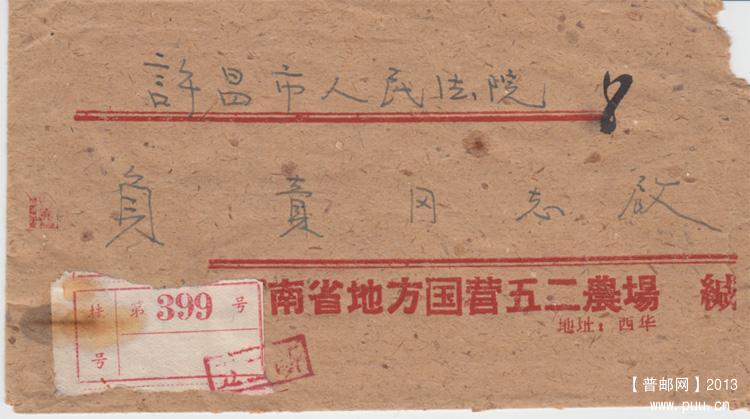 許昌市人民法院
8
負責同志啟
南省地方国营五二農場 缄
地址：西华
挂 第 399 号
号
【普邮网】2013
www.puu.cn